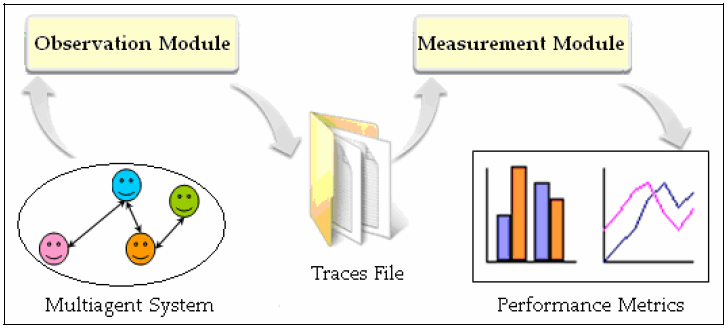 Observation Module
Measurement Module
Traces File
Multiagent System
Performance Metrics